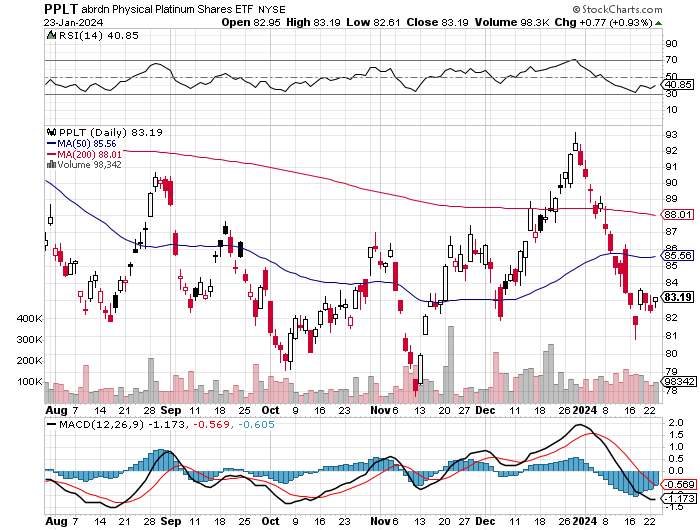 PPLT abrdn Physical Platinum Shares ETF NYSE © StockCharts.com
23-Jan-2024 Open 82.95 High 83.19 Low 82.61 Close 83.19 Volume 98.3K Chg +0.77 (+0.93%)
RSI(14) 40.85
90
70
50
40.85
30
10
PPLT (Daily) 83.19
MA(50) 85.56
MA(200) 88.01
Volume 98,342
93
92
91
90
89
88.01
87
86
85.56
85
84
83.19
82
81
80
79
78
400K
300K
200K
100K
98342
Aug 7 14 21 28 Sep 11 18 25 Oct 9 16 23 Nov 6 13 20 27 Dec 11 18 26 2024 8 16 22
MACD(12,26,9) -1.173, -0.569, -0.605
2.0
1.5
1.0
0.5
0.0
-0.569
-1.173
-1.5
Aug 7 14 21 28 Sep 11 18 25 Oct 9 16 23 Nov 6 13 20 27 Dec 11 18 26 2024 8 16 22